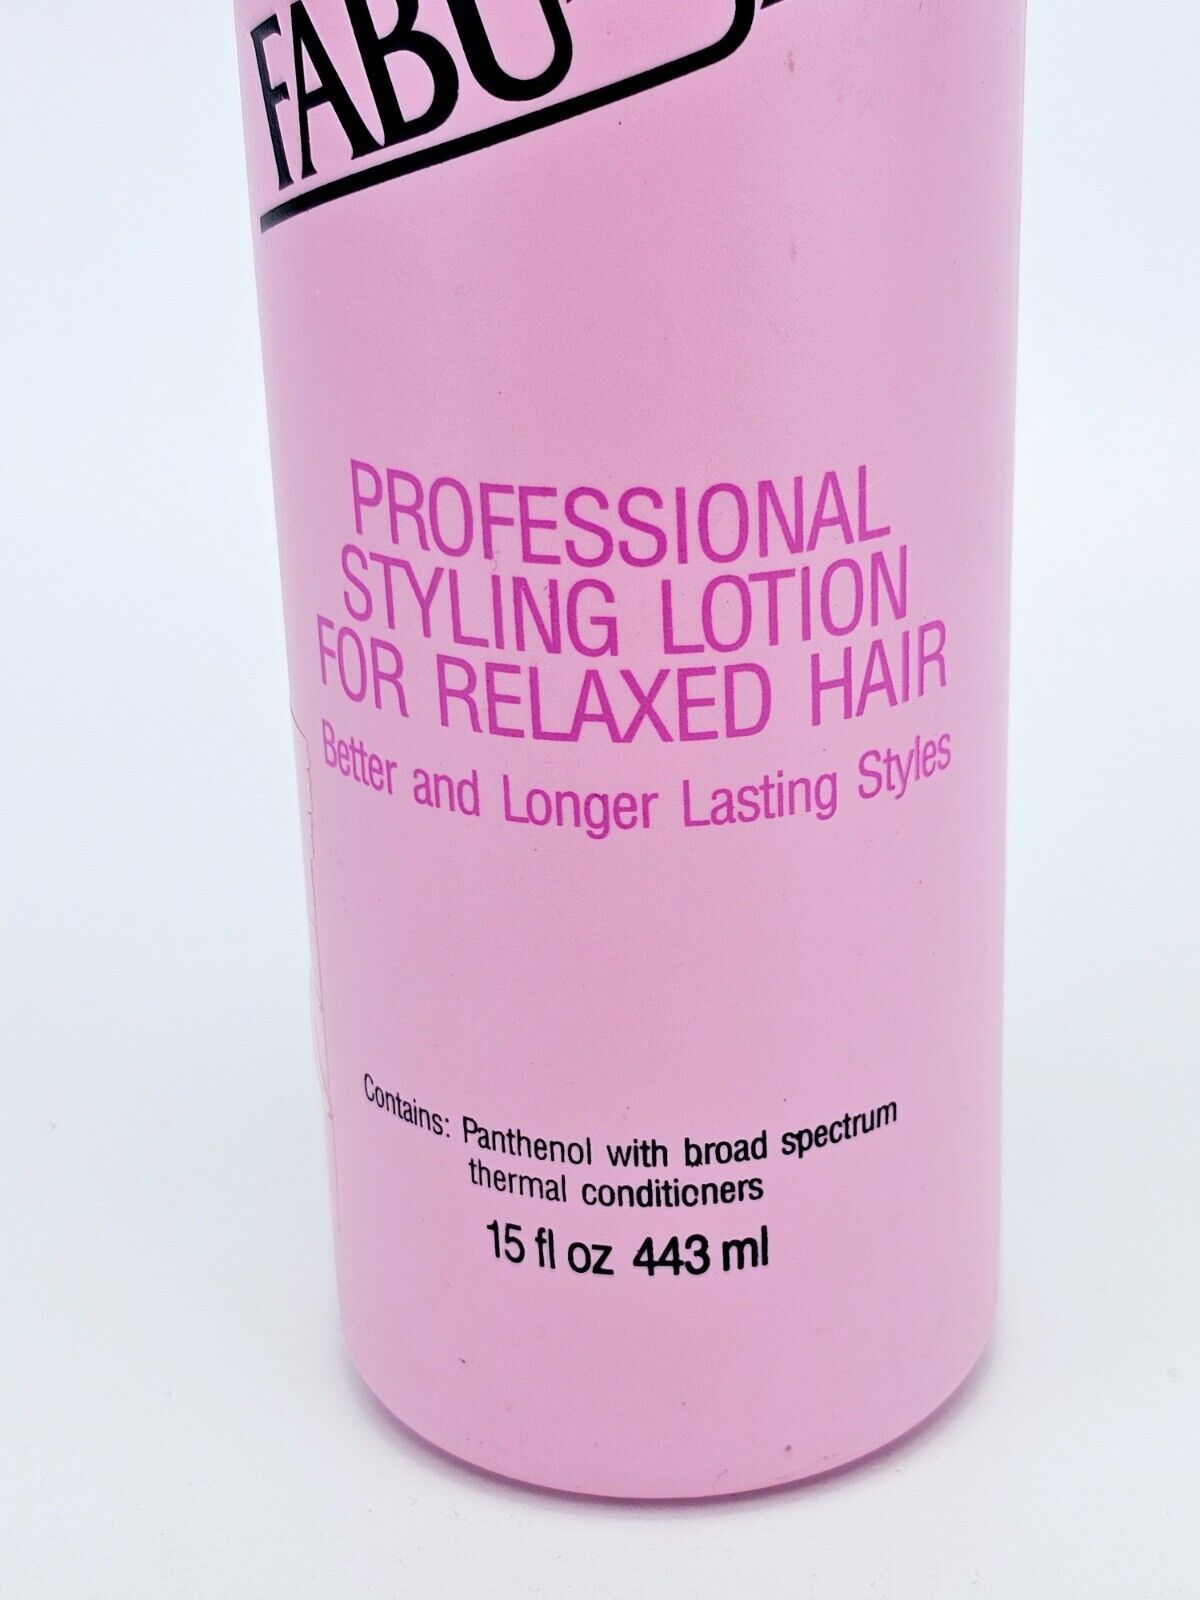 FABU
PROFESSIONAL
STYLING LOTION
FOR RELAXED HAIR
Better and Longer Lasting Styles
Contains: Panthenol with broad spectrum
thermal conditioners
15 fl oz 443 ml